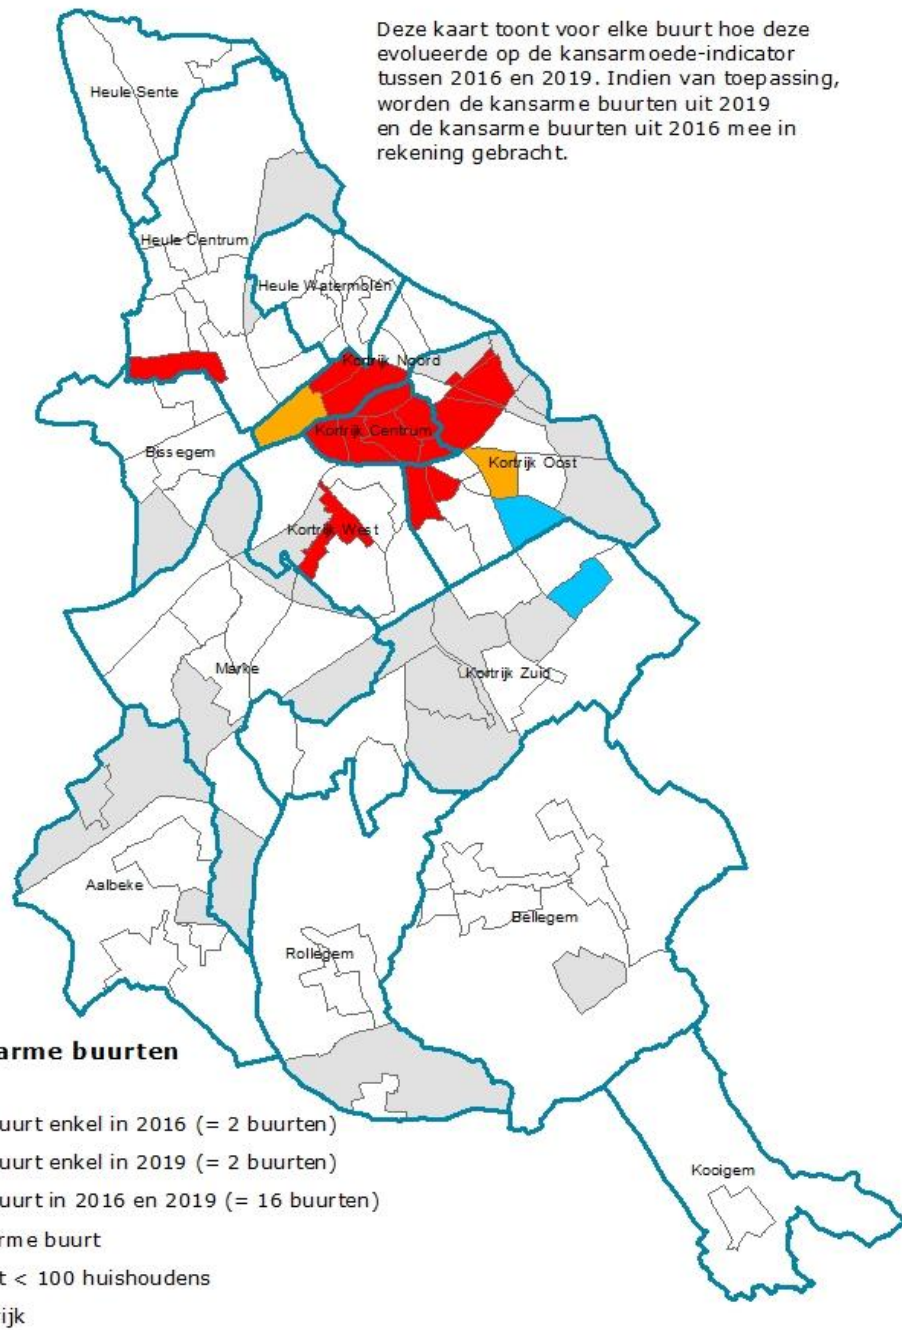 Deze kaart toont voor elke buurt hoe deze
evolueerde op de kansarmoede-indicator
tussen 2016 en 2019. Indien van toepassing,
worden de kansarme buurten uit 2019
en de kansarme buurten uit 2016 mee in
rekening gebracht.
Heule Sente
Heule Centrum
Heule Watermolen
Kortrijk Noord
Kortrijk Centrum
Bissegem
Kortrijk Oost
Kortrijk West
Marke
Kortrijk Zuid
Aalbeke
Bellegem
Rollegem
arme buurten
uurt enkel in 2016 (= 2 buurten)
uurt enkel in 2019 (= 2 buurten)
uurt in 2016 en 2019 (= 16 buurten)
Kooigem
rme buurt
t < 100 huishoudens
ijk